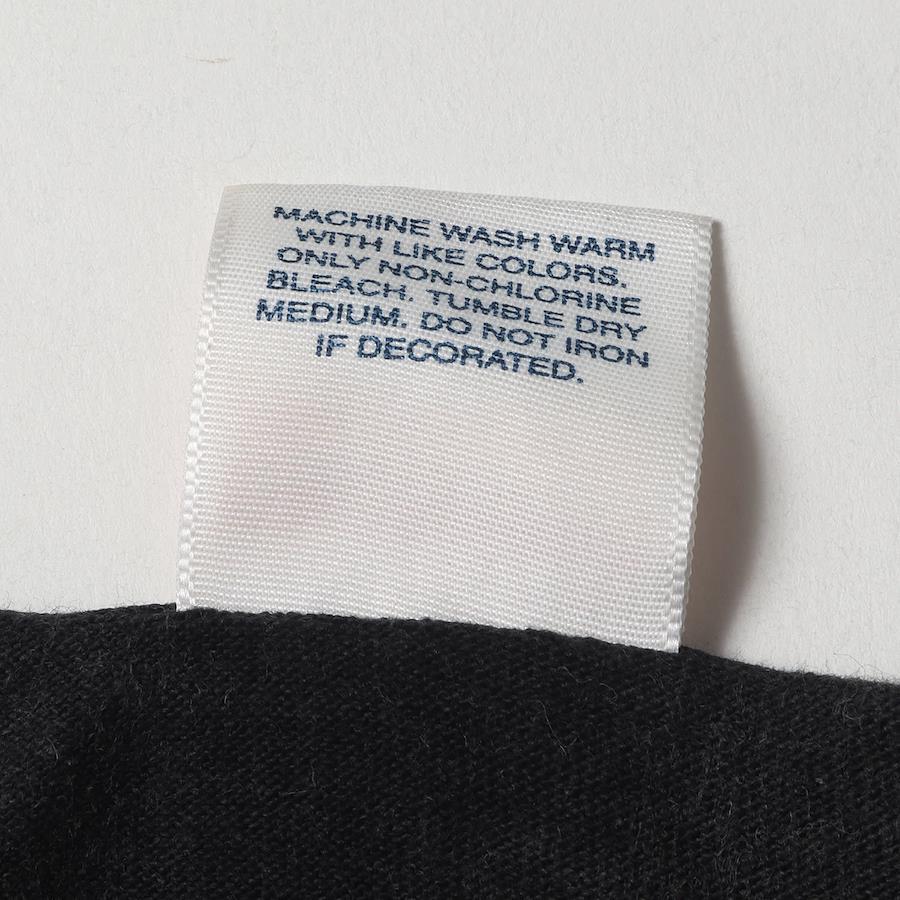 MACHINE WASH WARM
WITH LIKE COLORS.
ONLY NON-CHLORINE
BLEACH. TUMBLE DRY
MEDIUM. DO NOT IRON
IF DECORATED.